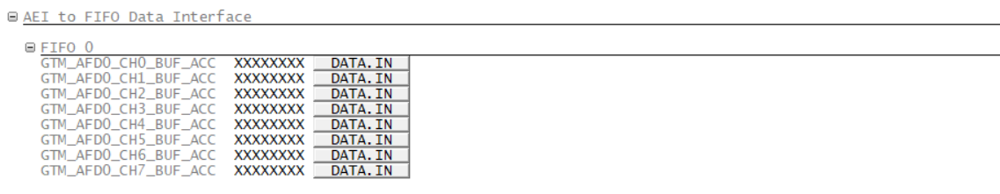 AEI to FIFO Data Interface
FIFO 0
GTM_AFD0_CH0_BUF_ACC XXXXXXXX DATA.IN
GTM_AFD0_CH1_BUF_ACC XXXXXXXX DATA.IN
GTM_AFD0_CH2_BUF_ACC XXXXXXXX DATA.IN
GTM_AFD0_CH3_BUF_ACC XXXXXXXX DATA.IN
GTM_AFD0_CH4_BUF_ACC XXXXXXXX DATA.IN
GTM_AFD0_CH5_BUF_ACC XXXXXXXX DATA.IN
GTM_AFD0_CH6_BUF_ACC XXXXXXXX DATA.IN
GTM_AFD0_CH7_BUF_ACC XXXXXXXX DATA.IN